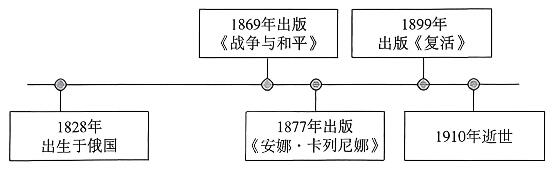 1869年出版
《战争与和平》
1899年
出版《复活》
1828年
出生于俄国
1877年出版
《安娜·卡列尼娜》
1910年逝世